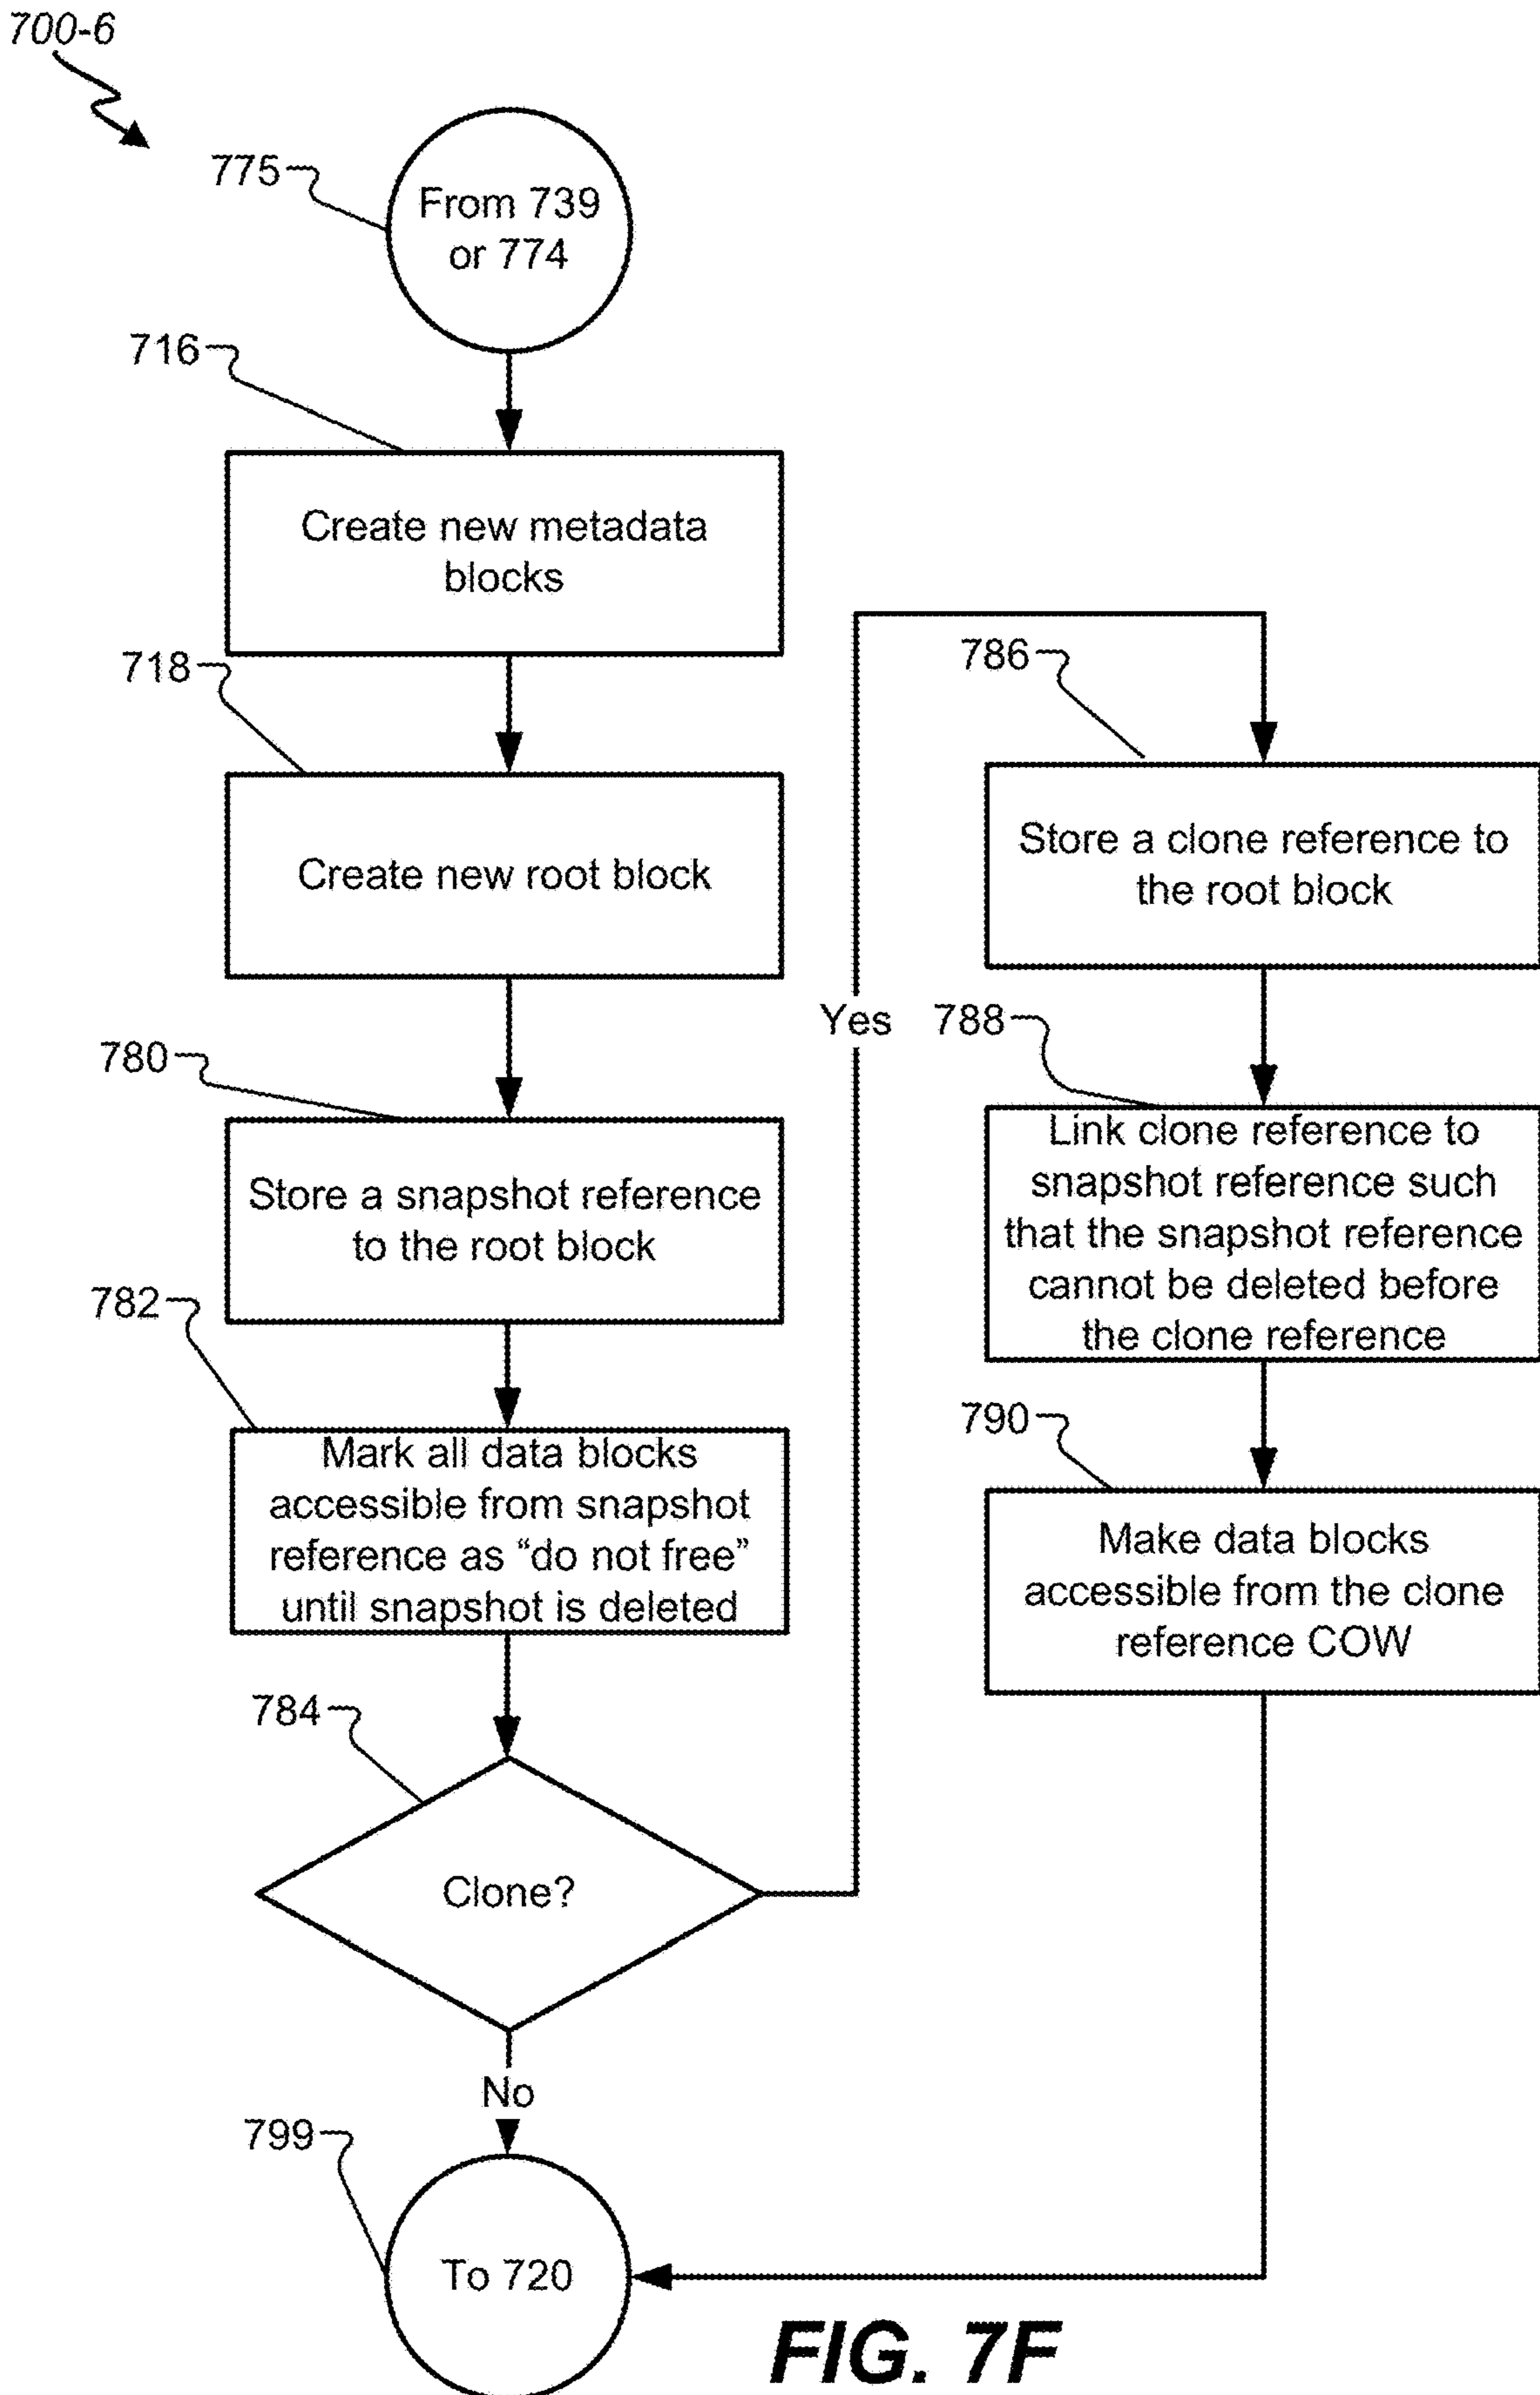 700-6
775
From 739
or 774
716
Create new metadata
blocks
718
Create new root block
780
Store a snapshot reference
to the root block
782
Mark all data blocks
accessible from snapshot
reference as “do not free”
until snapshot is deleted
784
Clone?
Yes
No
786
Store a clone reference to
the root block
788
Link clone reference to
snapshot reference such
that the snapshot reference
cannot be deleted before
the clone reference
790
Make data blocks
accessible from the clone
reference COW
799
To 720
FIG. 7F